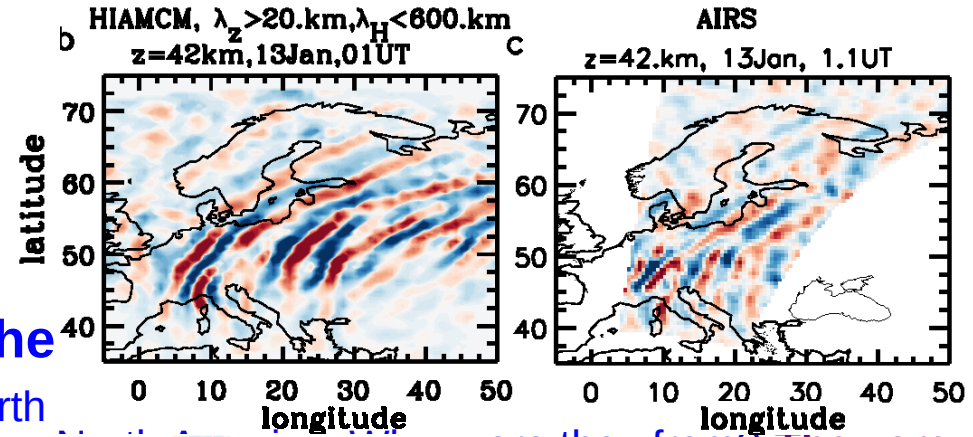 b
HIAMCM, λz>20.km,λH<600.km
z=42km,13Jan,01UT
latitude
70
60
50
40
0 10 20 30 40 50
longitude
c
AIRS
z=42.km, 13Jan, 1.1UT
70
60
50
40
0 10 20 30 40 50
longitude
he
rth